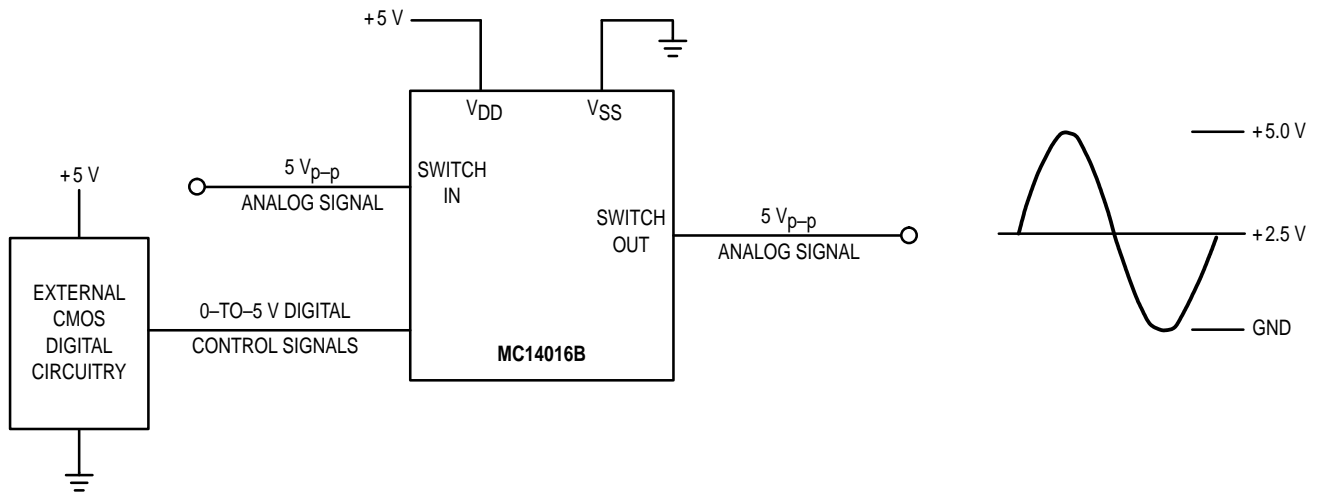 +5 V
VDD
VSS
+5 V
5 Vp–p
ANALOG SIGNAL
SWITCH
IN
SWITCH
OUT
5 Vp–p
ANALOG SIGNAL
EXTERNAL
CMOS
DIGITAL
CIRCUITRY
0–TO–5 V DIGITAL
CONTROL SIGNALS
MC14016B
+5.0 V
+2.5 V
GND